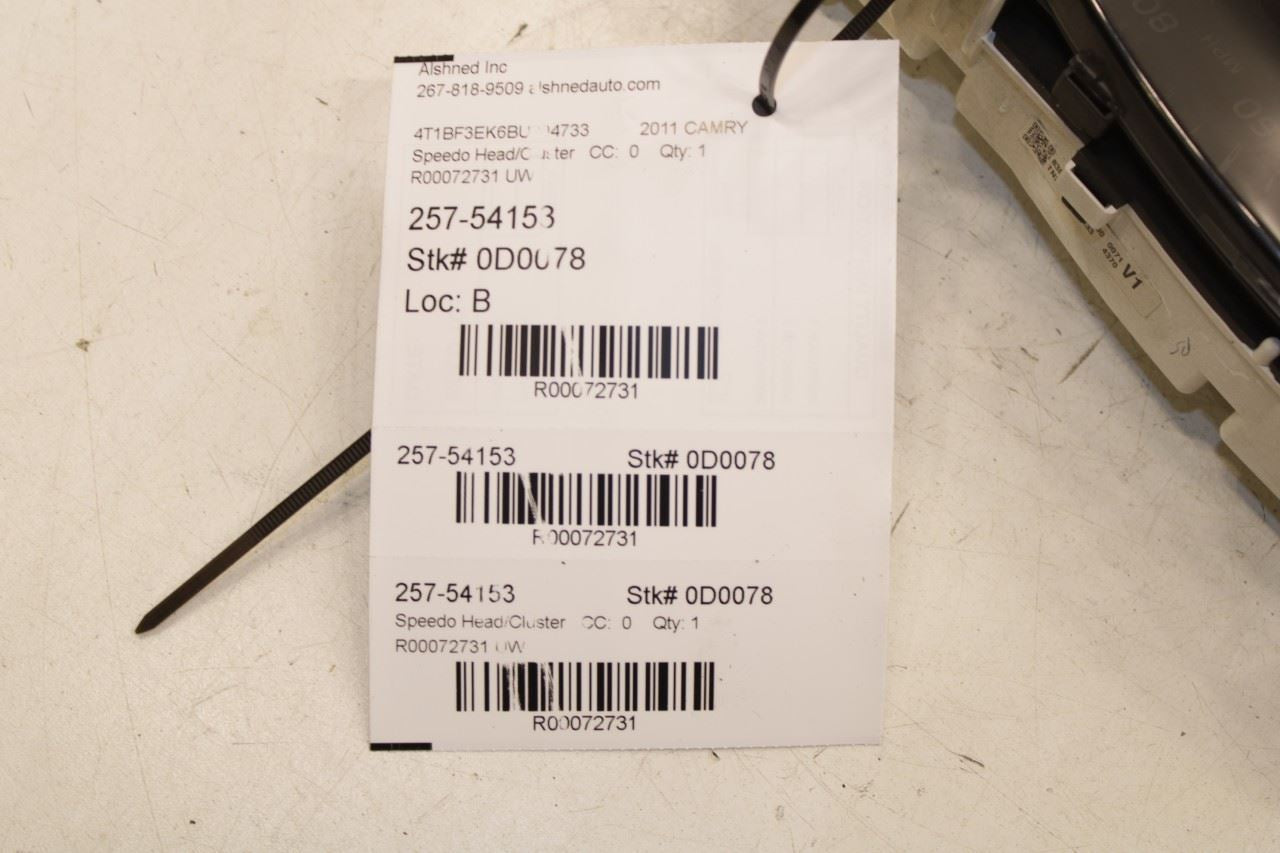 Alshned Inc
267-818-9509 alshnedauto.com
2011 CAMRY
Speedo Head/Cluster CC: 0 Qty: 1
R00072731 UW
257-54153
Stk# 0D0078
Loc: B
R00072731
257-54153 Stk# 0D0078
R00072731
257-54153 Stk# 0D0078
Speedo Head/Cluster CC: 0 Qty: 1
R00072731 UW
R00072731
V1